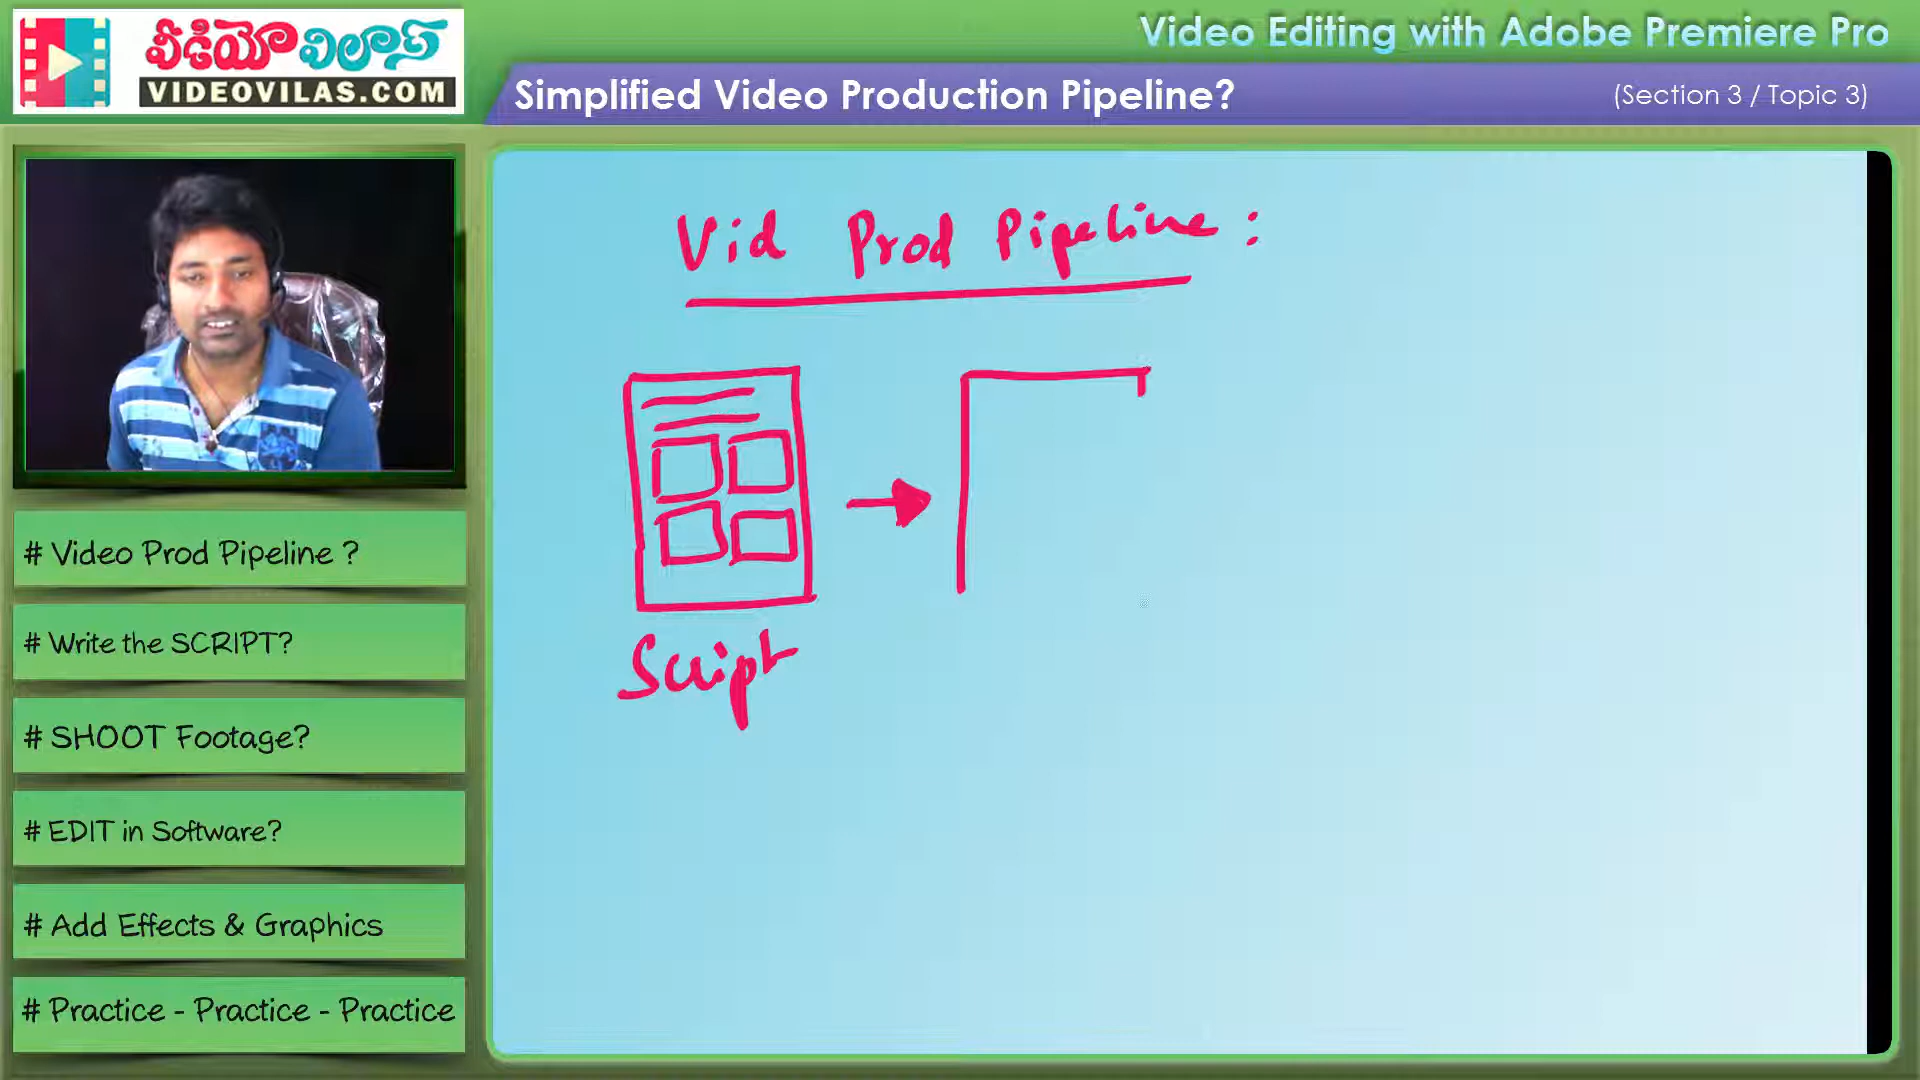 వీడియోవిలాస్
VIDEOVILAS.COM
Video Editing with Adobe Premiere Pro
Simplified Video Production Pipeline?
(Section 3 / Topic 3)
Vid Prod Pipeline :
Script
# Video Prod Pipeline ?
# Write the SCRIPT?
# SHOOT Footage?
# EDIT in Software?
# Add Effects & Graphics
# Practice - Practice - Practice